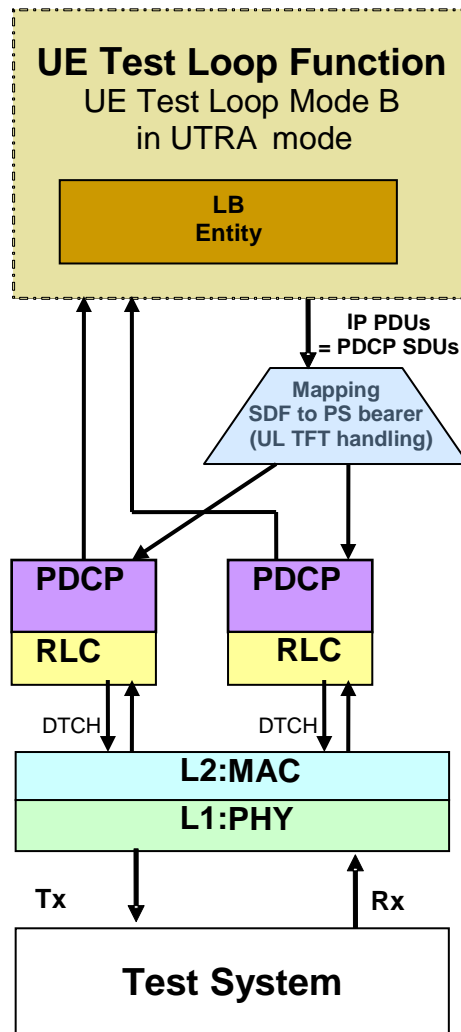 UE Test Loop Function
UE Test Loop Mode B
in UTRA mode
LB
Entity
IP PDUs
= PDCP SDUs
Mapping
SDF to PS bearer
(UL TFT handling)
PDCP
PDCP
RLC
RLC
DTCH
DTCH
L2:MAC
L1:PHY
Tx
Rx
Test System